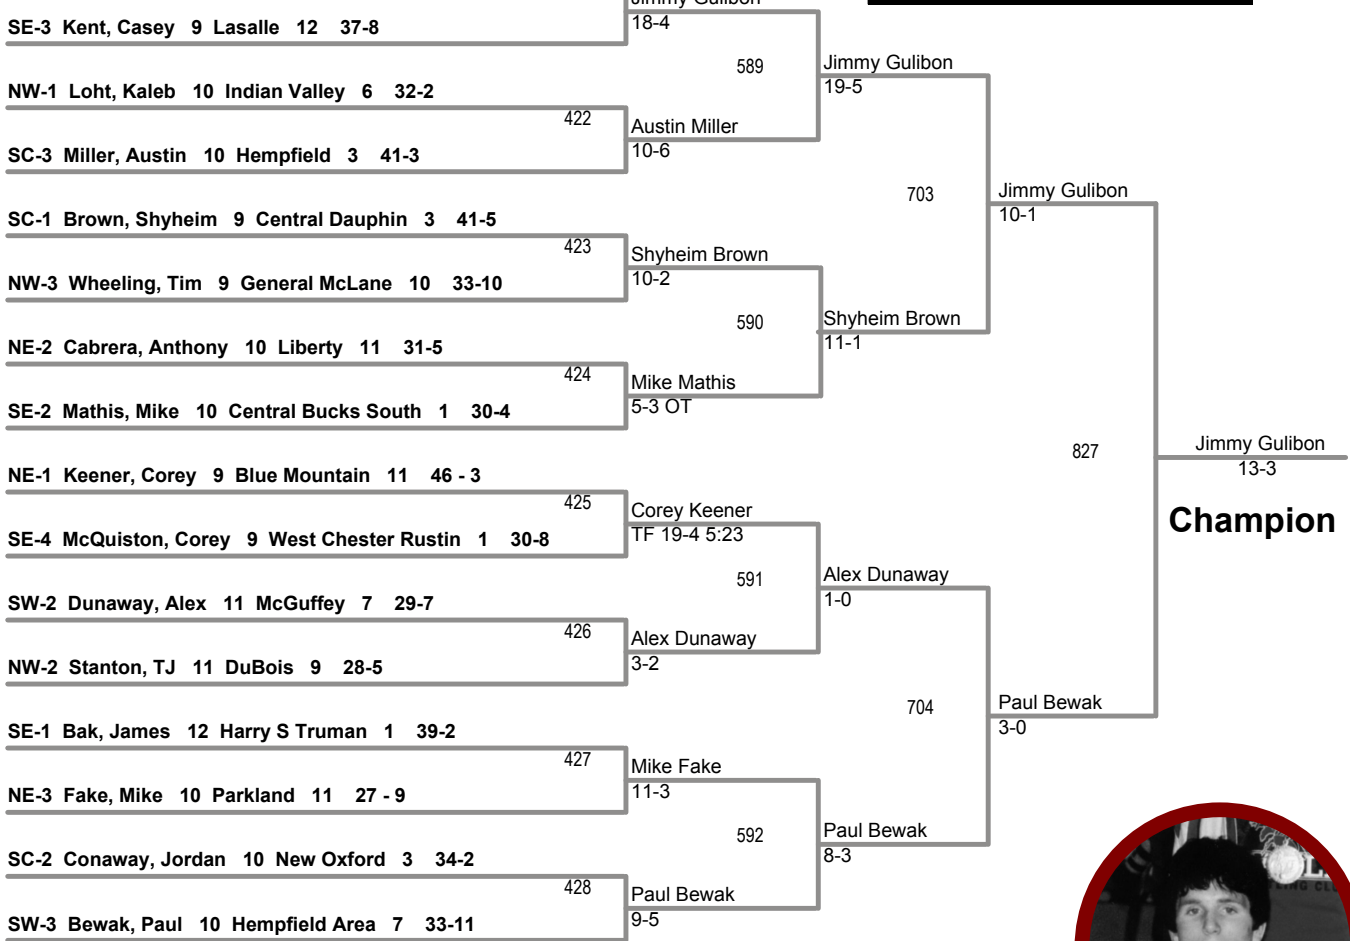 Jimmy Gulibon
SE-3 Kent, Casey 9 Lasalle 12 37-8
18-4
589
Jimmy Gulibon
19-5
NW-1 Loht, Kaleb 10 Indian Valley 6 32-2
422
Austin Miller
10-6
SC-3 Miller, Austin 10 Hempfield 3 41-3
703
Jimmy Gulibon
10-1
SC-1 Brown, Shyheim 9 Central Dauphin 3 41-5
423
Shyheim Brown
10-2
NW-3 Wheeling, Tim 9 General McLane 10 33-10
590
Shyheim Brown
11-1
NE-2 Cabrera, Anthony 10 Liberty 11 31-5
424
Mike Mathis
5-3 OT
SE-2 Mathis, Mike 10 Central Bucks South 1 30-4
827
Jimmy Gulibon
13-3
Champion
NE-1 Keener, Corey 9 Blue Mountain 11 46 - 3
425
Corey Keener
TF 19-4 5:23
SE-4 McQuiston, Corey 9 West Chester Rustin 1 30-8
591
Alex Dunaway
1-0
SW-2 Dunaway, Alex 11 McGuffey 7 29-7
426
Alex Dunaway
3-2
NW-2 Stanton, TJ 11 DuBois 9 28-5
704
Paul Bewak
3-0
SE-1 Bak, James 12 Harry S Truman 1 39-2
427
Mike Fake
11-3
NE-3 Fake, Mike 10 Parkland 11 27 - 9
592
Paul Bewak
8-3
SC-2 Conaway, Jordan 10 New Oxford 3 34-2
428
Paul Bewak
9-5
SW-3 Bewak, Paul 10 Hempfield Area 7 33-11